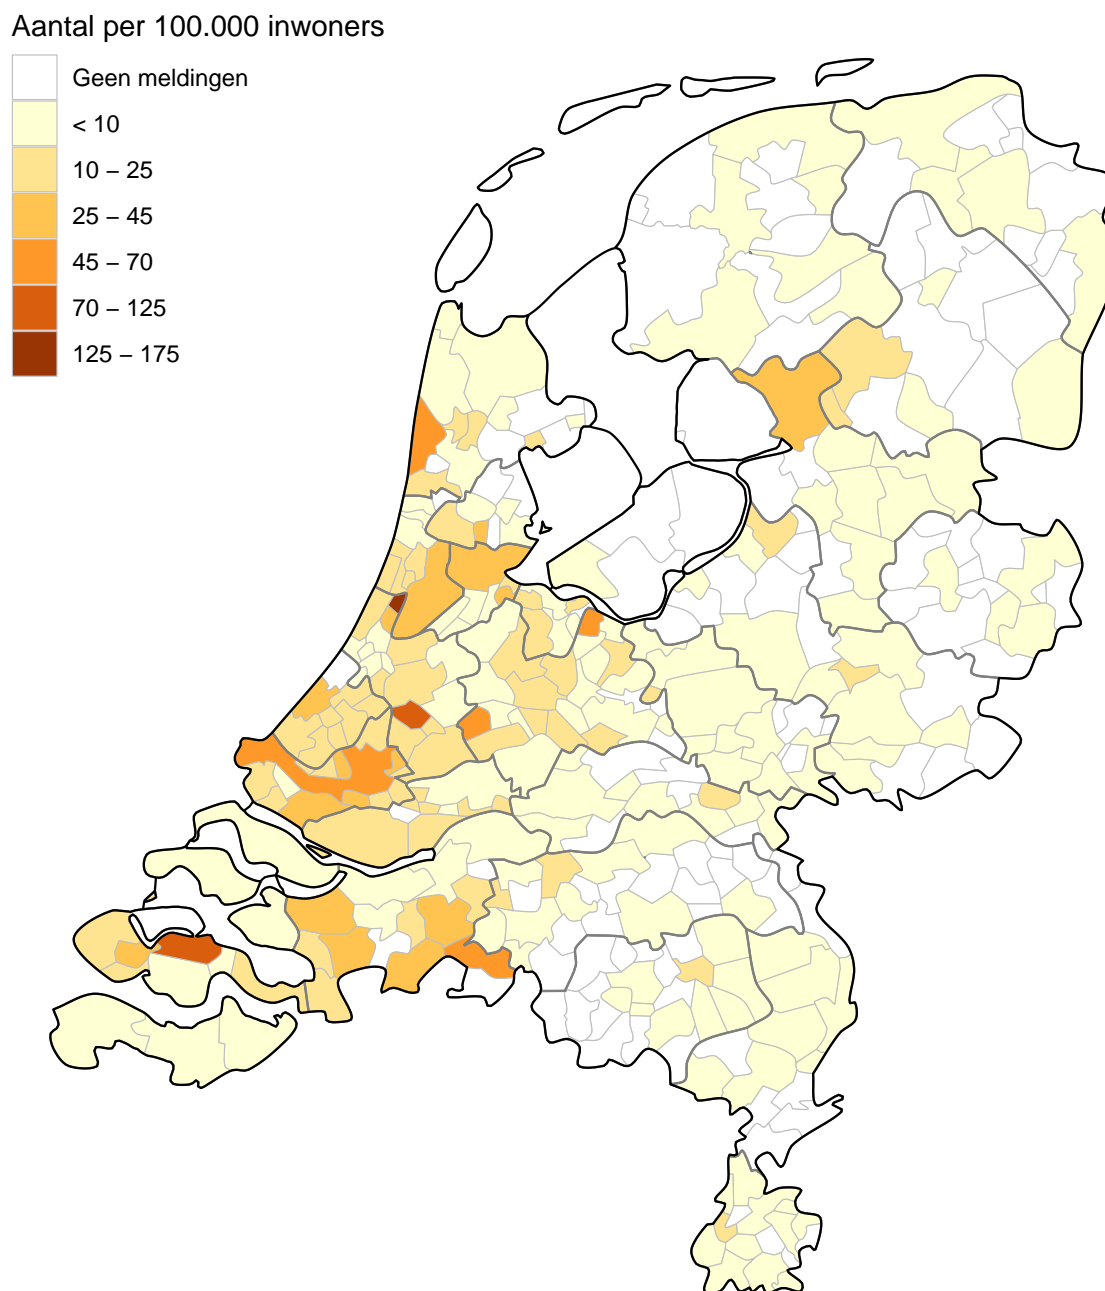 Aantal per 100.000 inwoners
Geen meldingen
< 10
10 – 25
25 – 45
45 – 70
70 – 125
125 – 175